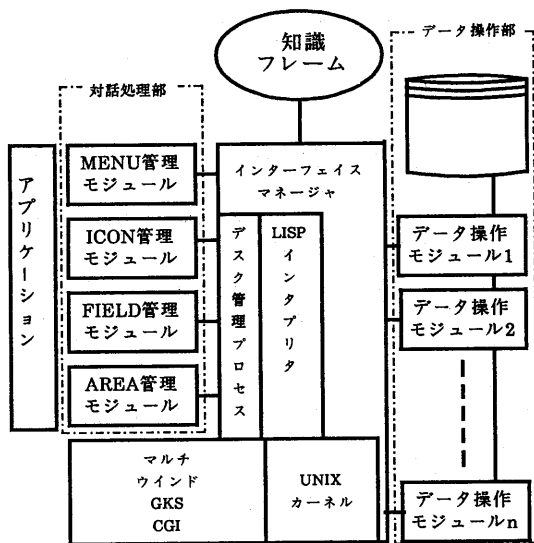 知識
フレーム
データ操作部
対話処理部
アプリケーション
MENU管理
モジュール
ICON管理
モジュール
FIELD管理
モジュール
AREA管理
モジュール
インターフェイス
マネージャ
デスク管理プロセス
LISP
インタプリタ
データ操作
モジュール1
データ操作
モジュール2
データ操作
モジュールn
マルチ
ウインド
GKS
CGI
UNIX
カーネル